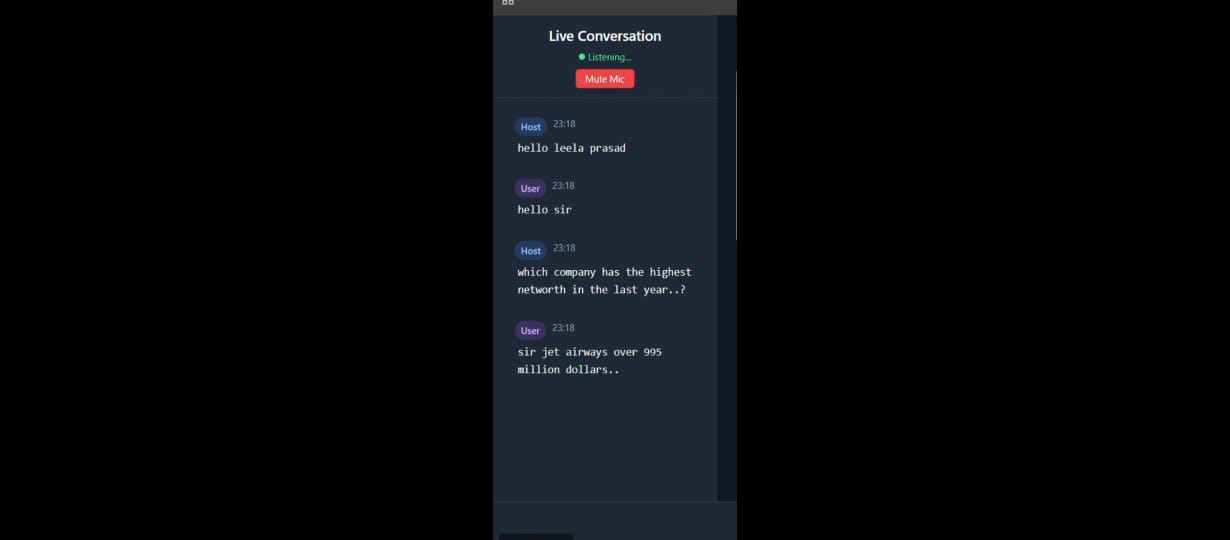 Live Conversation
Listening...
Mute Mic
Host 23:18
hello leela prasad
User 23:18
hello sir
Host 23:18
which company has the highest
networth in the last year..?
User 23:18
sir jet airways over 995
million dollars..